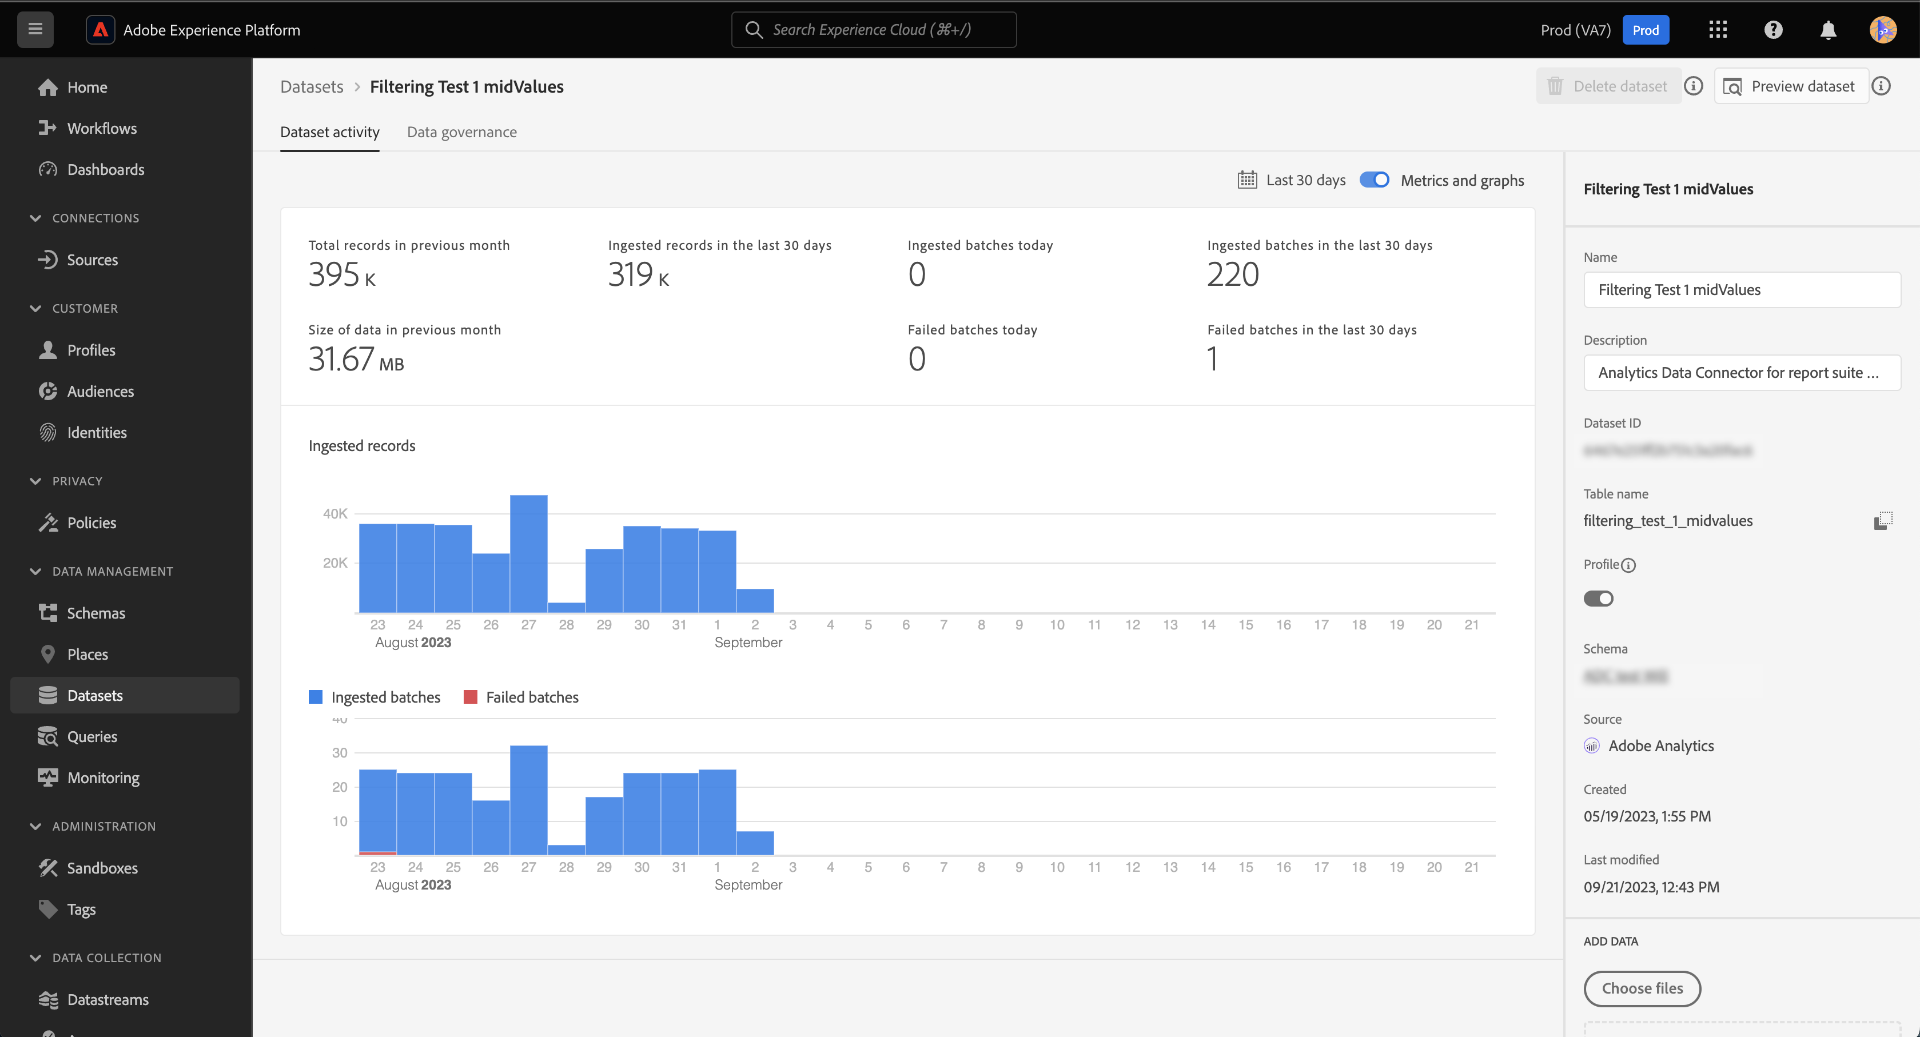 Adobe Experience Platform
Search Experience Cloud (⌘+/)
Prod (VA7)
Prod
Home
Workflows
Dashboards
CONNECTIONS
Sources
CUSTOMER
Profiles
Audiences
Identities
PRIVACY
Policies
DATA MANAGEMENT
Schemas
Places
Datasets
Queries
Monitoring
ADMINISTRATION
Sandboxes
Tags
DATA COLLECTION
Datastreams
Datasets > Filtering Test 1 midValues
Delete dataset
Preview dataset
Dataset activity
Data governance
Last 30 days
Metrics and graphs
Total records in previous month
395 K
Ingested records in the last 30 days
319 K
Ingested batches today
0
Ingested batches in the last 30 days
220
Size of data in previous month
31.67 MB
Failed batches today
0
Failed batches in the last 30 days
1
Ingested records
40K
20K
23 24 25 26 27 28 29 30 31 1 2 3 4 5 6 7 8 9 10 11 12 13 14 15 16 17 18 19 20 21
August 2023 September
Ingested batches Failed batches
40
30
20
10
23 24 25 26 27 28 29 30 31 1 2 3 4 5 6 7 8 9 10 11 12 13 14 15 16 17 18 19 20 21
August 2023 September
Filtering Test 1 midValues
Name
Filtering Test 1 midValues
Description
Analytics Data Connector for report suite ...
Dataset ID
Table name
filtering_test_1_midvalues
Profile
Schema
Source
Adobe Analytics
Created
05/19/2023, 1:55 PM
Last modified
09/21/2023, 12:43 PM
ADD DATA
Choose files